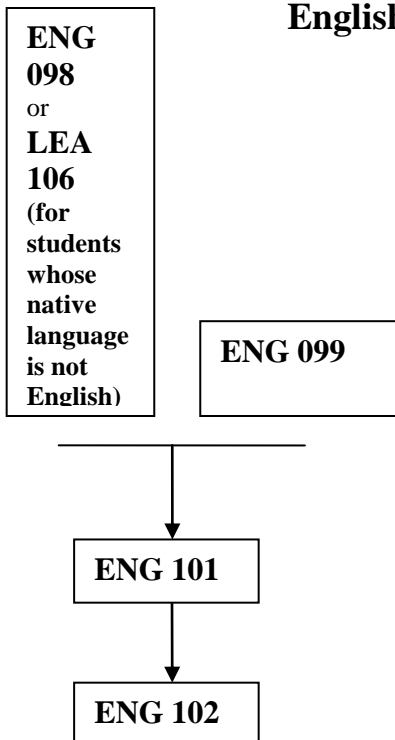 English
ENG
098
or
LEA
106
(for
students
whose
native
language
is not
English)
ENG 099
ENG 101
ENG 102